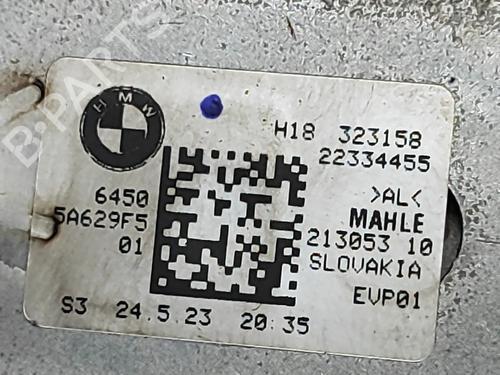 B-PARTS
BMW
H18 323158
22334455
6450
5A629F5
01
>AL<
MAHLE
213053 10
SLOVAKIA
EVP01
S3 24.5.23 20:35